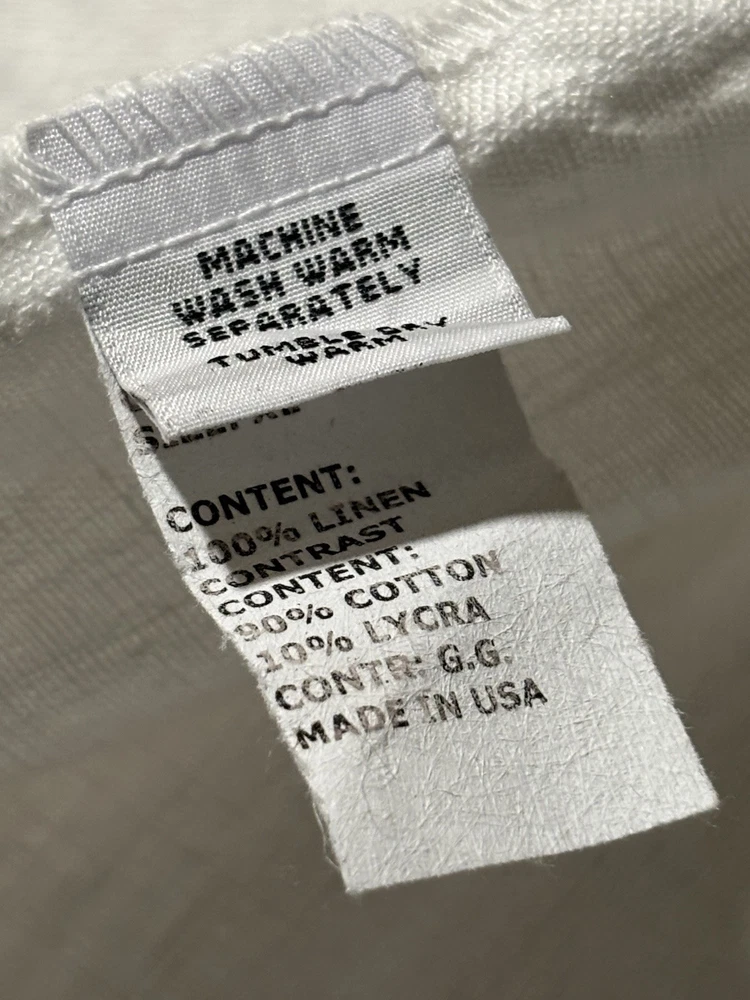 MACHINE
WASH WARM
SEPARATELY
TUMBLE DRY
WARM
CONTENT:
100% LINEN
CONTRAST
CONTENT:
90% COTTON
10% LYCRA
CONTR: G.G.
MADE IN USA